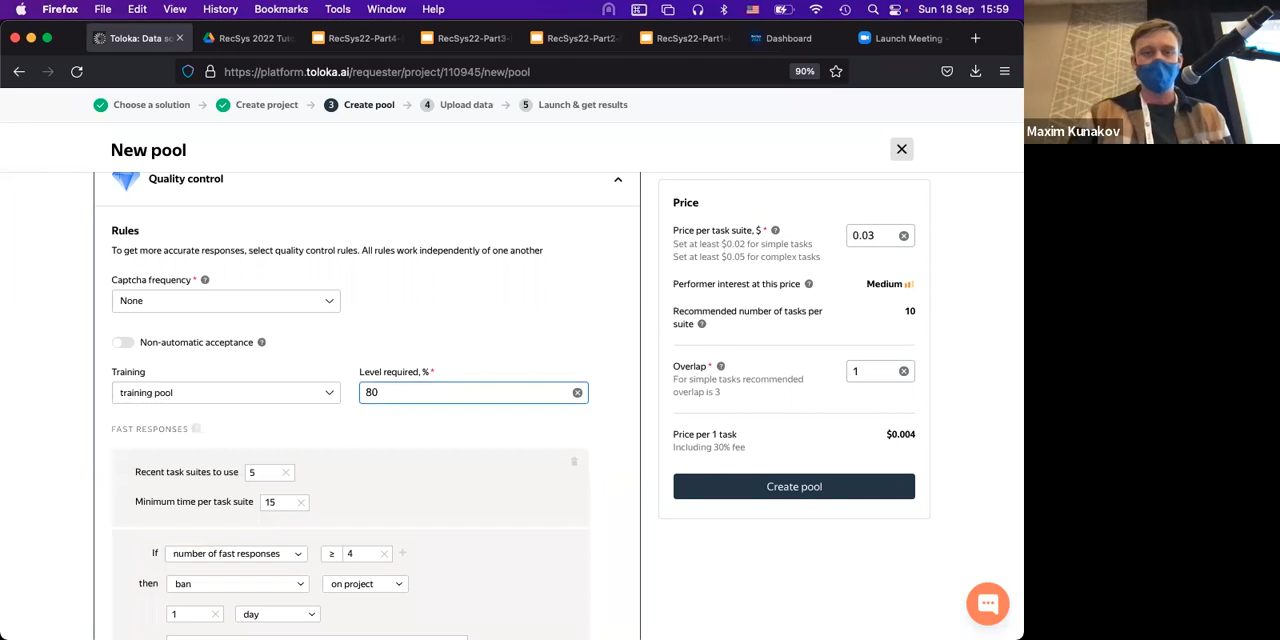 Firefox File Edit View History Bookmarks Tools Window Help Sun 18 Sep 15:59
Toloka: Data so RecSys 2022 Tuto RecSys22-Part4- RecSys22-Part3- RecSys22-Part2- RecSys22-Part1- Dashboard Launch Meeting -
https://platform.toloka.ai/requester/project/110945/new/pool 90%
Choose a solution Create project 3 Create pool 4 Upload data 5 Launch & get results
New pool
Quality control
Rules
To get more accurate responses, select quality control rules. All rules work independently of one another
Captcha frequency *
None
Non-automatic acceptance
Training Level required, % *
training pool 80
FAST RESPONSES
Recent task suites to use 5
Minimum time per task suite 15
If number of fast responses ≥ 4
then ban on project
1 day
Price
Price per task suite, $ * 0.03
Set at least $0.02 for simple tasks
Set at least $0.05 for complex tasks
Performer interest at this price Medium
Recommended number of tasks per 10
suite
Overlap * 1
For simple tasks recommended
overlap is 3
Price per 1 task $0.004
Including 30% fee
Create pool
Maxim Kunakov